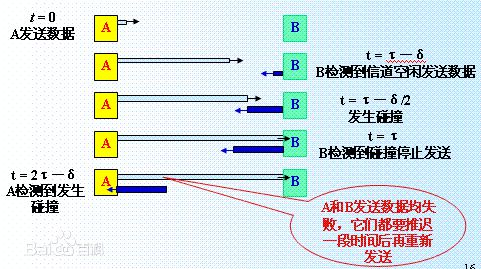 t = 0
A发送数据
A
B
A
B
t = τ－δ
B检测到信道空闲发送数据
A
B
t = τ－δ/2
发生碰撞
A
B
t = τ
B检测到碰撞停止发送
t = 2τ－δ
A检测到发生
碰撞
A
B
A和B发送数据均失
败，它们都要推迟
一段时间后再重新
发送
Bai 百科
16